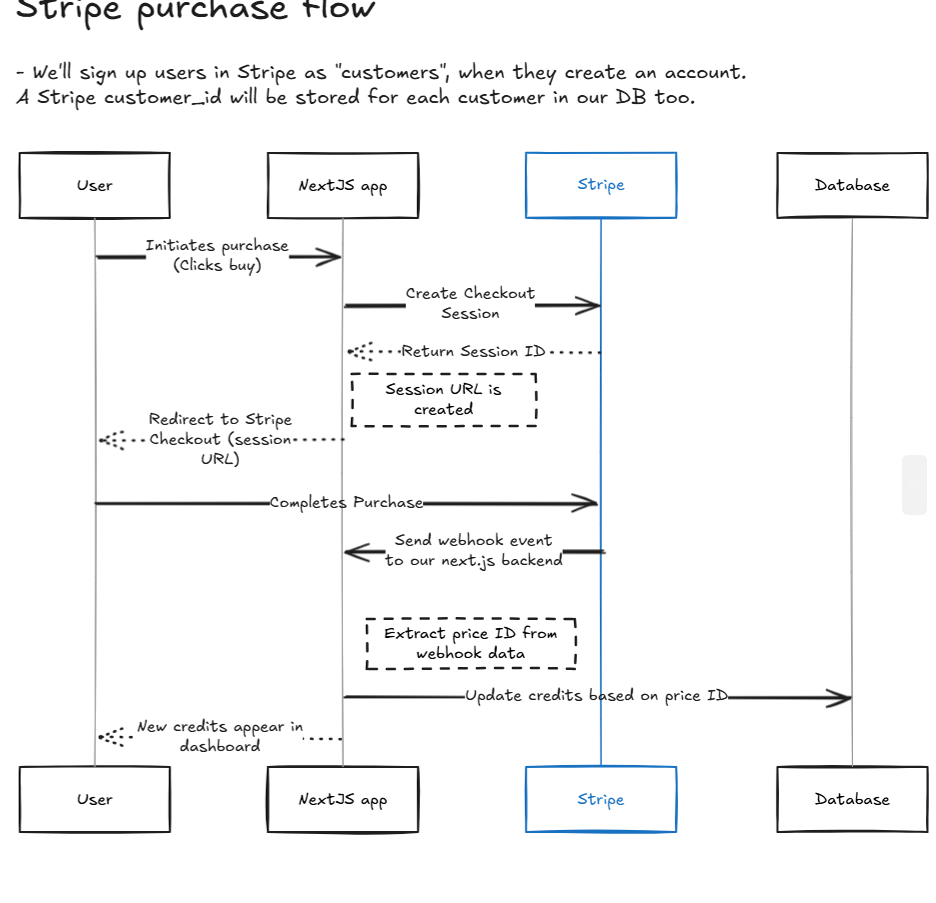 Stripe purchase flow
- We'll sign up users in Stripe as "customers", when they create an account.
A Stripe customer_id will be stored for each customer in our DB too.
User
NextJS app
Stripe
Database
Initiates purchase
(Clicks buy)
Create Checkout
Session
Return Session ID
Session URL is
created
Redirect to Stripe
Checkout (session
URL)
Completes Purchase
Send webhook event
to our next.js backend
Extract price ID from
webhook data
Update credits based on price ID
New credits appear in
dashboard
User
NextJS app
Stripe
Database